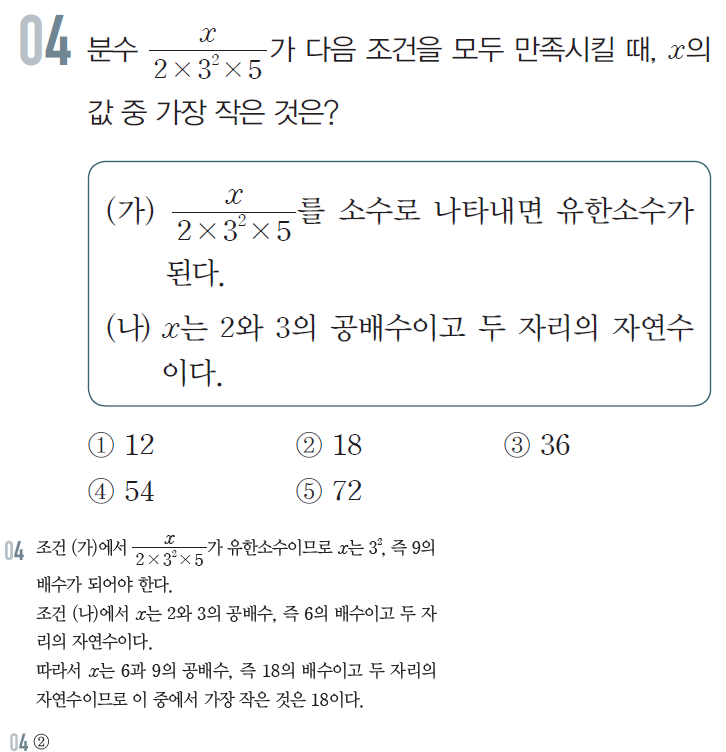 04 분수 x/(2×3²×5)가 다음 조건을 모두 만족시킬 때, x의
값 중 가장 작은 것은?
(가) x/(2×3²×5)를 소수로 나타내면 유한소수가
된다.
(나) x는 2와 3의 공배수이고 두 자리의 자연수
이다.
① 12 ② 18 ③ 36
④ 54 ⑤ 72
04 조건 (가)에서 x/(2×3²×5)가 유한소수이므로 x는 3², 즉 9의
배수가 되어야 한다.
조건 (나)에서 x는 2와 3의 공배수, 즉 6의 배수이고 두 자
리의 자연수이다.
따라서 x는 6과 9의 공배수, 즉 18의 배수이고 두 자리의
자연수이므로 이 중에서 가장 작은 것은 18이다.
04 ②